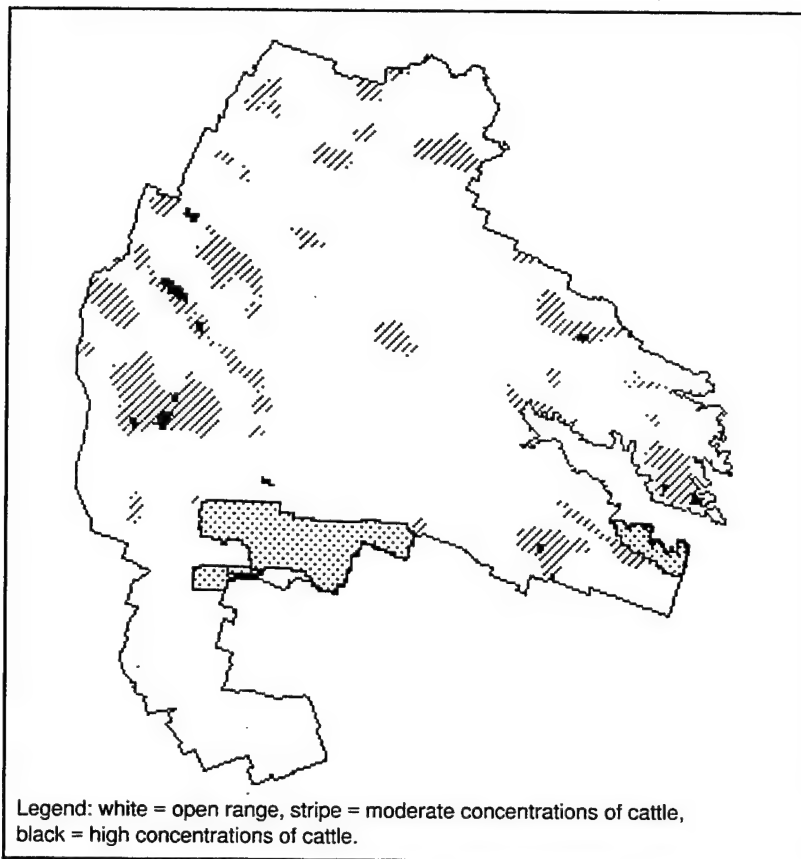 Legend: white = open range, stripe = moderate concentrations of cattle,
black = high concentrations of cattle.